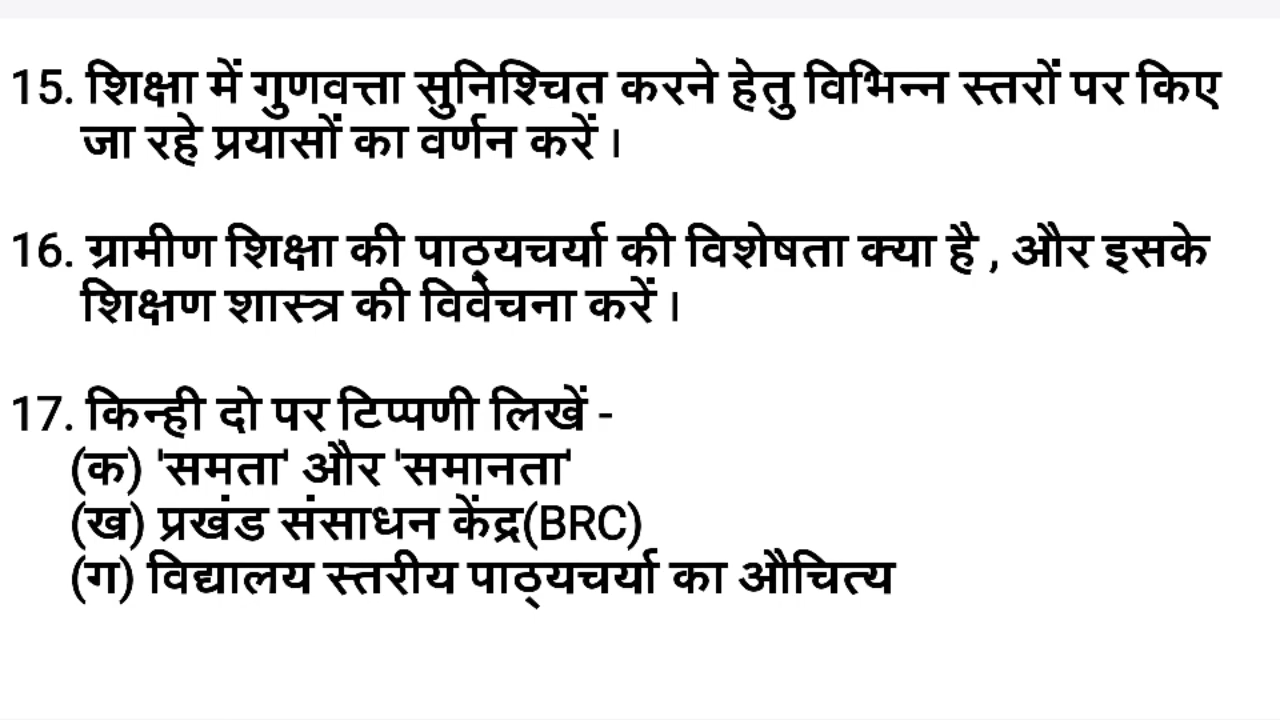 15. शिक्षा में गुणवत्ता सुनिश्चित करने हेतु विभिन्न स्तरों पर किए
जा रहे प्रयासों का वर्णन करें ।
16. ग्रामीण शिक्षा की पाठ्यचर्या की विशेषता क्या है , और इसके
शिक्षण शास्त्र की विवेचना करें ।
17. किन्ही दो पर टिप्पणी लिखें -
(क) 'समता' और 'समानता'
(ख) प्रखंड संसाधन केंद्र(BRC)
(ग) विद्यालय स्तरीय पाठ्यचर्या का औचित्य